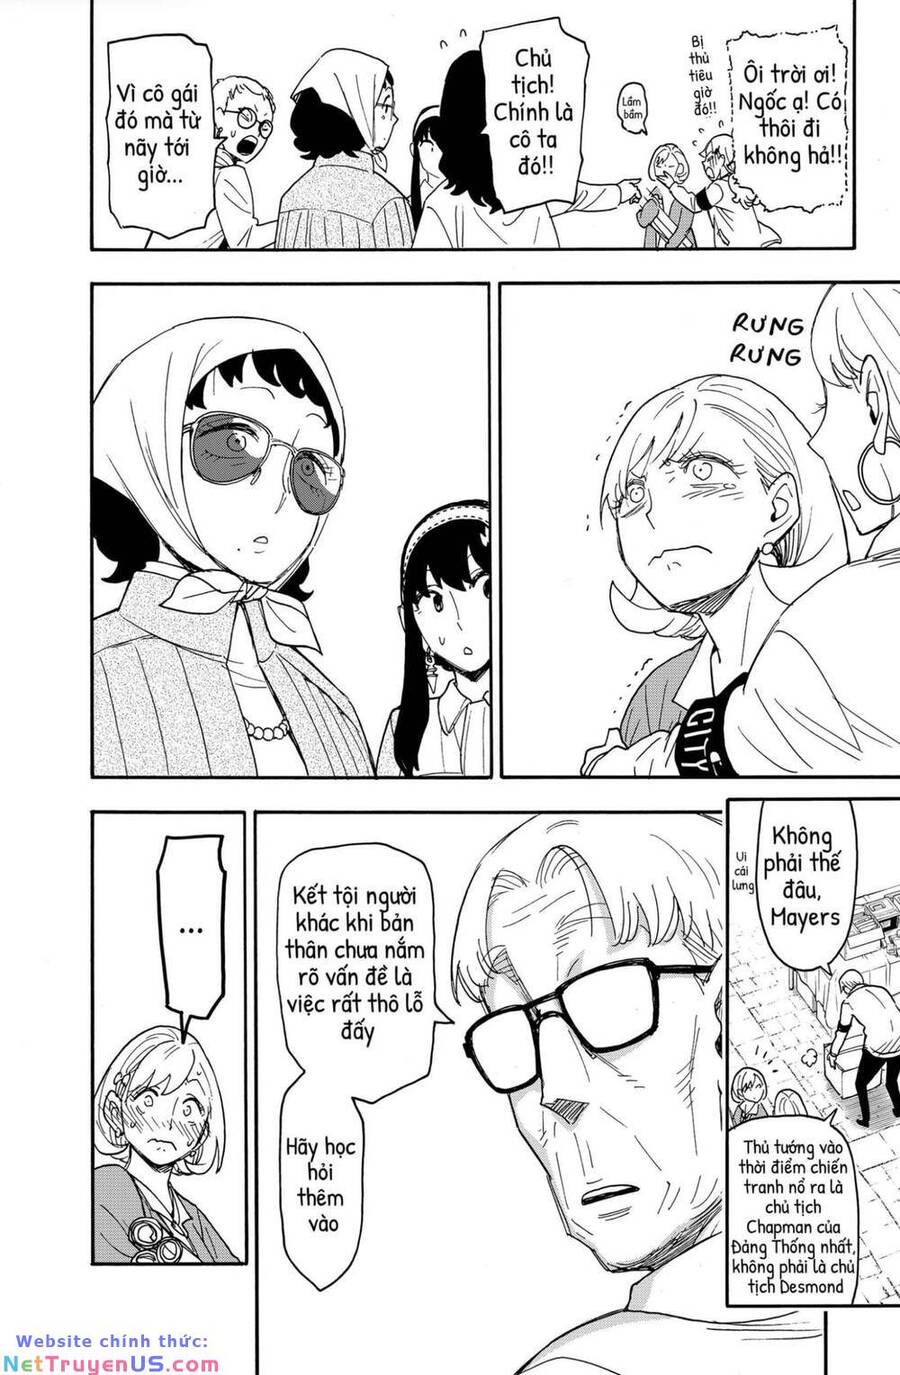 Ôi trời ơi!
Ngốc ạ! Có
thôi đi
không hả!!
Bị
thủ
tiêu
giờ
đó!!
Lẩm
bẩm
Chủ
tịch!
Chính là
cô ta
đó!!
Vì cô gái
đó mà từ
nãy tới
giờ...
RƯNG
RƯNG
CITY
Không
phải thế
đâu,
Mayers
Ui
cái
lưng
Thủ tướng vào
thời điểm chiến
tranh nổ ra là
chủ tịch
Chapman của
Đảng Thống nhất,
không phải là chủ
tịch Desmond
Kết tội người
khác khi bản
thân chưa nắm
rõ vấn đề là
việc rất thô lỗ
đấy
Hãy học
hỏi
thêm
vào
...
Website chính thức:
NetTruyenUS.com